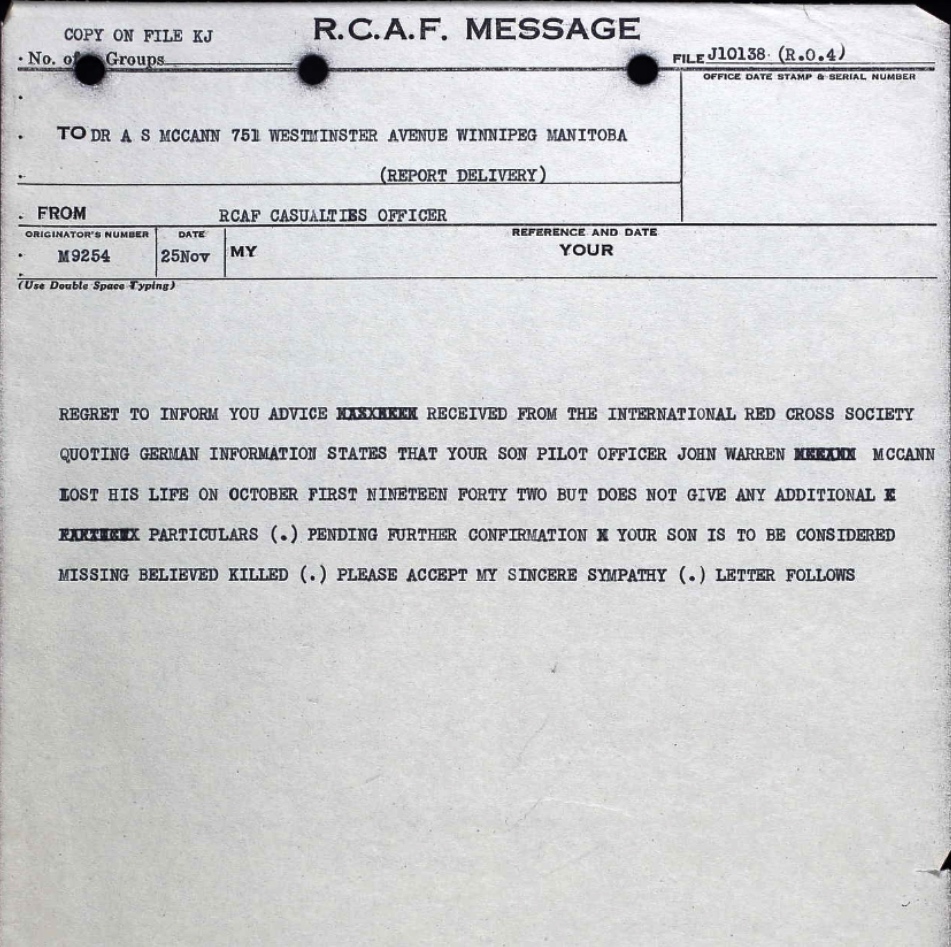 COPY ON FILE KJ
R.C.A.F. MESSAGE
No. of Groups
FILE J10138 (R.O.4)
OFFICE DATE STAMP & SERIAL NUMBER
TO DR A S MCCANN 751 WESTMINSTER AVENUE WINNIPEG MANITOBA
(REPORT DELIVERY)
FROM RCAF CASUALTIES OFFICER
ORIGINATOR'S NUMBER DATE REFERENCE AND DATE
M9254 25Nov MY YOUR
(Use Double Space Typing)
REGRET TO INFORM YOU ADVICE RECEIVED FROM THE INTERNATIONAL RED CROSS SOCIETY
QUOTING GERMAN INFORMATION STATES THAT YOUR SON PILOT OFFICER JOHN WARREN MCCANN
LOST HIS LIFE ON OCTOBER FIRST NINETEEN FORTY TWO BUT DOES NOT GIVE ANY ADDITIONAL
PARTICULARS (.) PENDING FURTHER CONFIRMATION YOUR SON IS TO BE CONSIDERED
MISSING BELIEVED KILLED (.) PLEASE ACCEPT MY SINCERE SYMPATHY (.) LETTER FOLLOWS